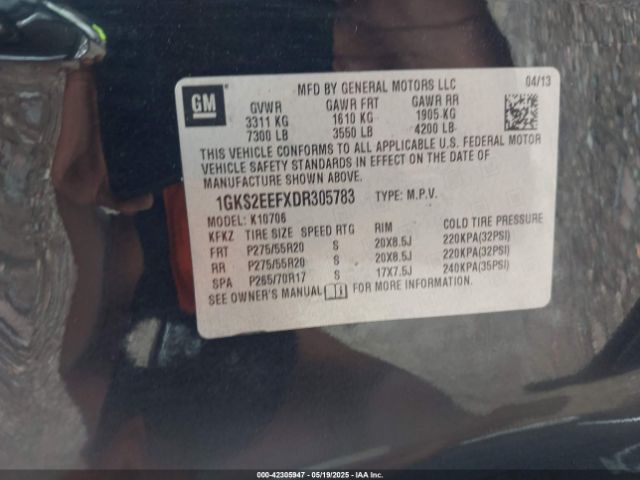 MFD BY GENERAL MOTORS LLC 04/13
GM
GVWR GAWR FRT GAWR RR
3311 KG 1610 KG 1905 KG
7300 LB 3550 LB 4200 LB
THIS VEHICLE CONFORMS TO ALL APPLICABLE U.S. FEDERAL MOTOR
VEHICLE SAFETY STANDARDS IN EFFECT ON THE DATE OF
MANUFACTURE SHOWN ABOVE.
1GKS2EEFXDR305783 TYPE: M.P.V.
MODEL: K10706
KFKZ TIRE SIZE SPEED RTG RIM COLD TIRE PRESSURE
FRT P275/55R20 S 20X8.5J 220KPA(32PSI)
RR P275/55R20 S 20X8.5J 220KPA(32PSI)
SPA P265/70R17 S 17X7.5J 240KPA(35PSI)
SEE OWNER'S MANUAL FOR MORE INFORMATION.
000-42305947 | 05/19/2025 - IAAI.COM